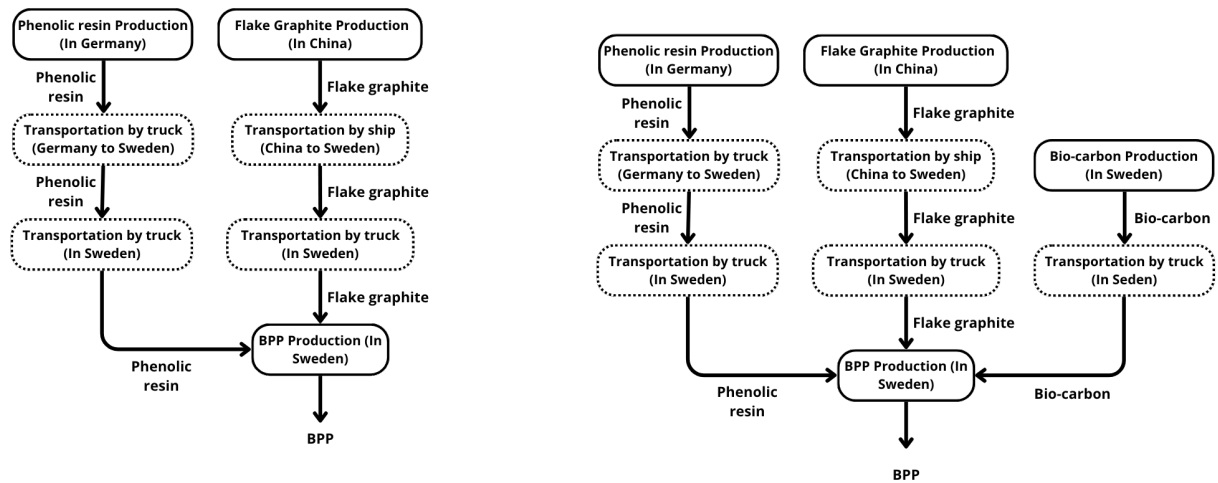 Phenolic resin Production
(In Germany)
Flake Graphite Production
(In China)
Phenolic
resin
Flake graphite
Transportation by truck
(Germany to Sweden)
Transportation by ship
(China to Sweden)
Phenolic
resin
Flake graphite
Transportation by truck
(In Sweden)
Transportation by truck
(In Sweden)
Flake graphite
BPP Production (In
Sweden)
Phenolic
resin
BPP
Phenolic resin Production
(In Germany)
Flake Graphite Production
(In China)
Phenolic
resin
Flake graphite
Transportation by truck
(Germany to Sweden)
Transportation by ship
(China to Sweden)
Bio-carbon Production
(In Sweden)
Phenolic
resin
Flake graphite
Bio-carbon
Transportation by truck
(In Sweden)
Transportation by truck
(In Sweden)
Transportation by truck
(In Seden)
Flake graphite
BPP Production (In
Sweden)
Phenolic
resin
Bio-carbon
BPP